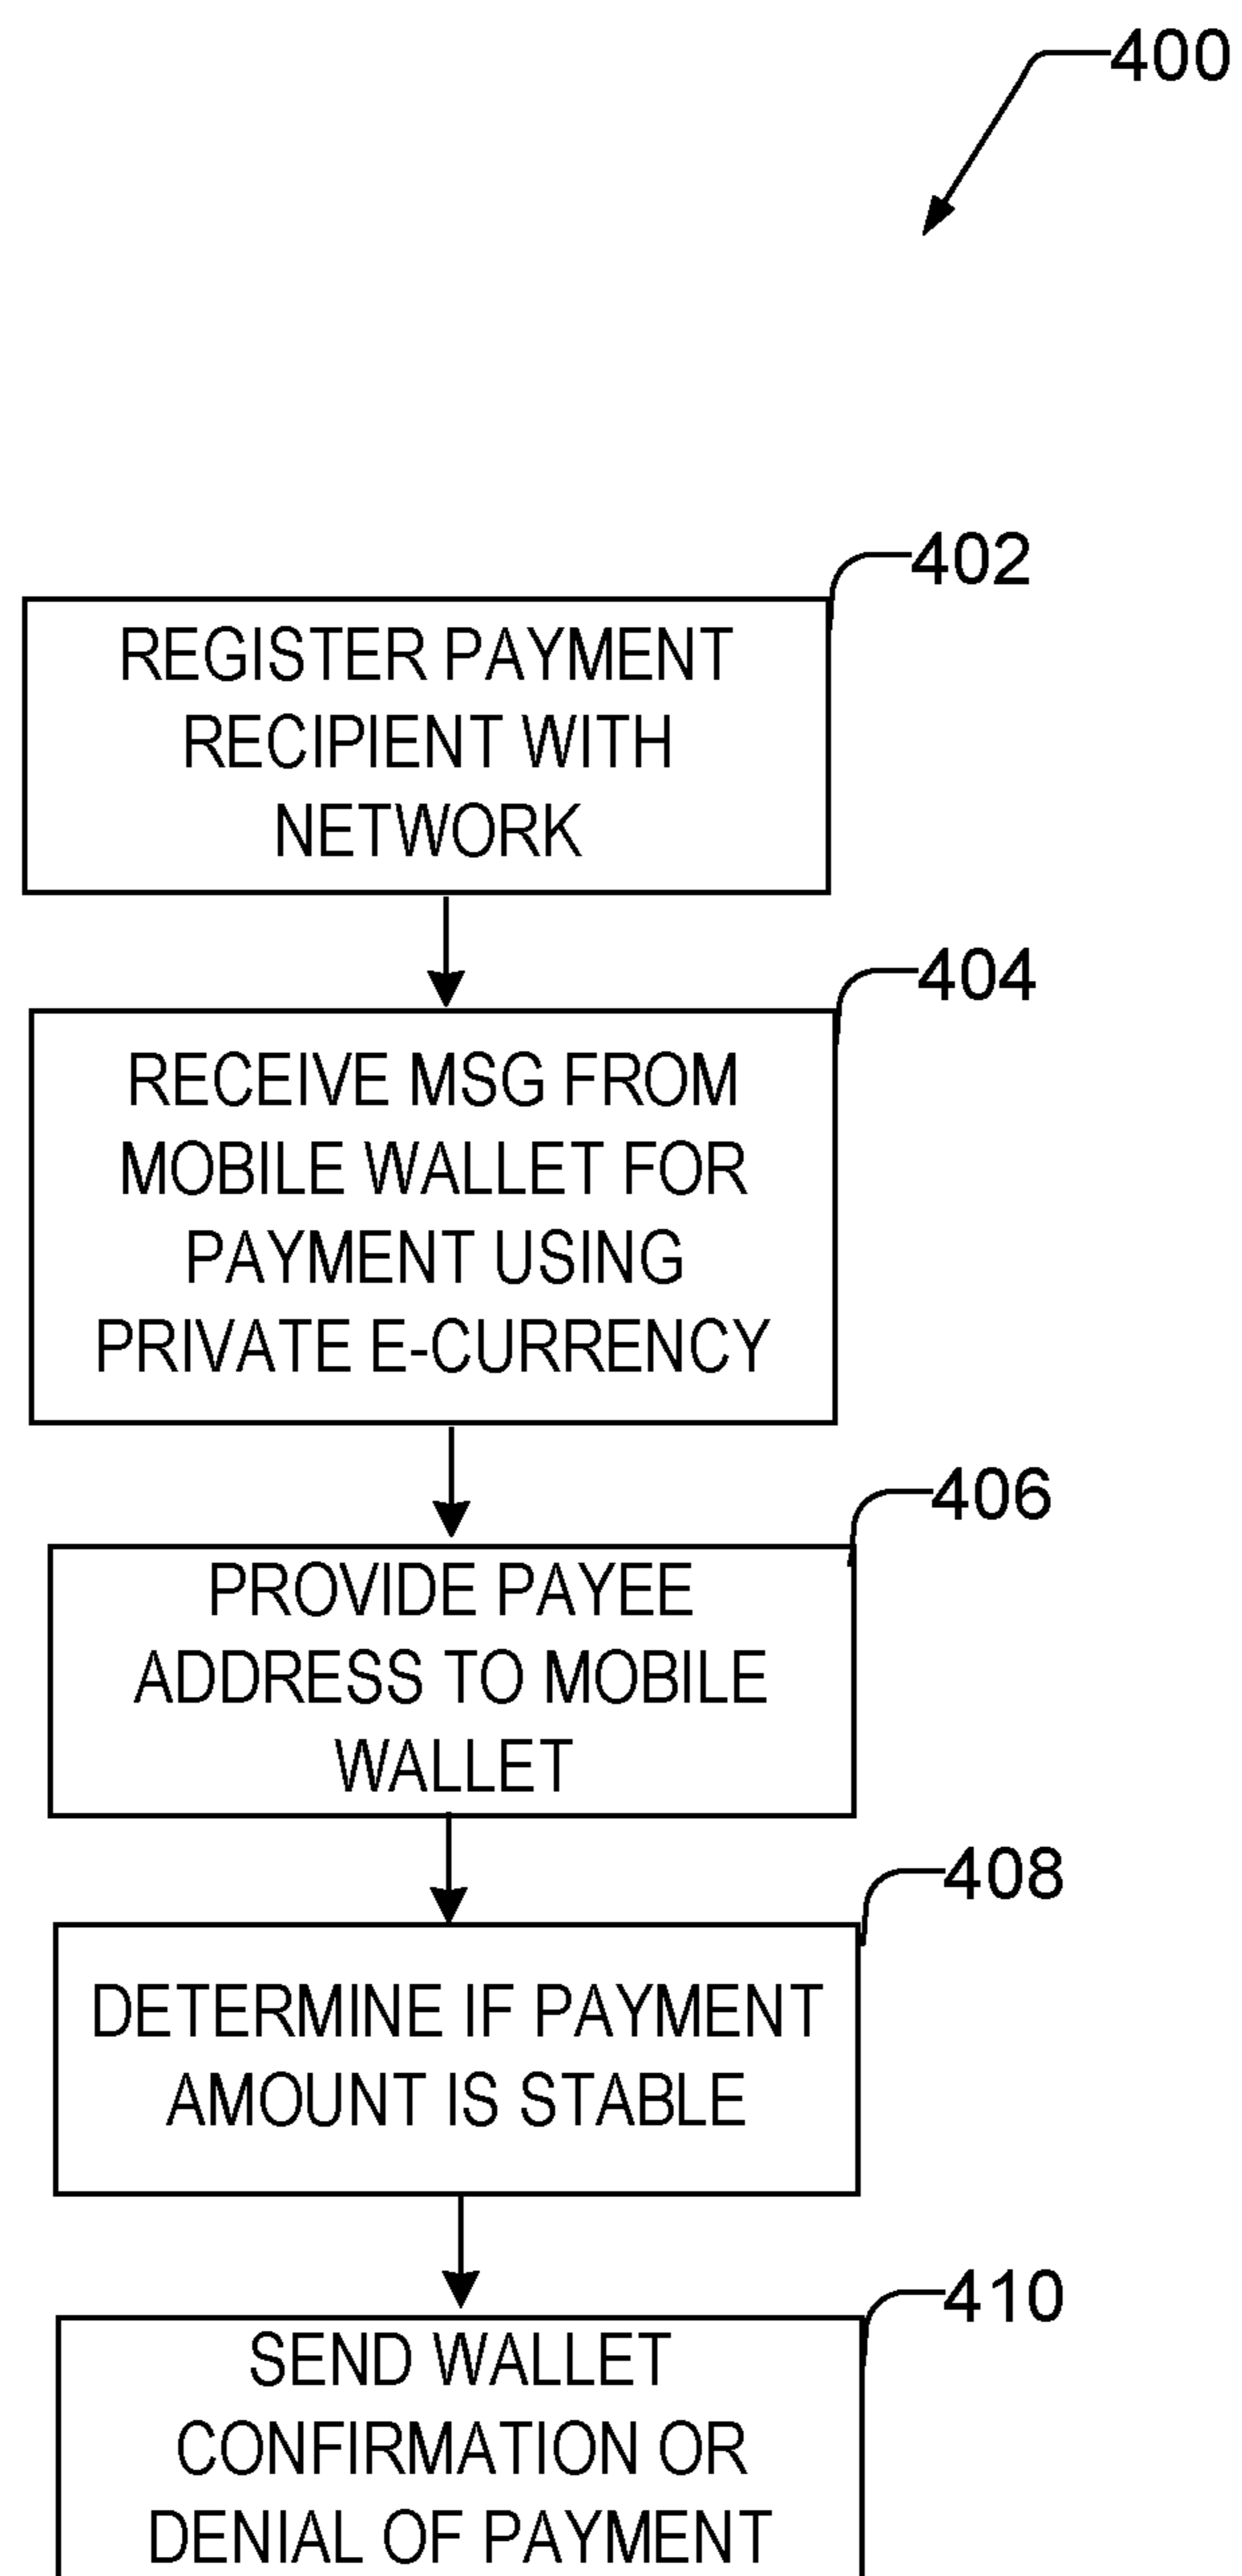 400
402
REGISTER PAYMENT
RECIPIENT WITH
NETWORK
404
RECEIVE MSG FROM
MOBILE WALLET FOR
PAYMENT USING
PRIVATE E-CURRENCY
406
PROVIDE PAYEE
ADDRESS TO MOBILE
WALLET
408
DETERMINE IF PAYMENT
AMOUNT IS STABLE
410
SEND WALLET
CONFIRMATION OR
DENIAL OF PAYMENT